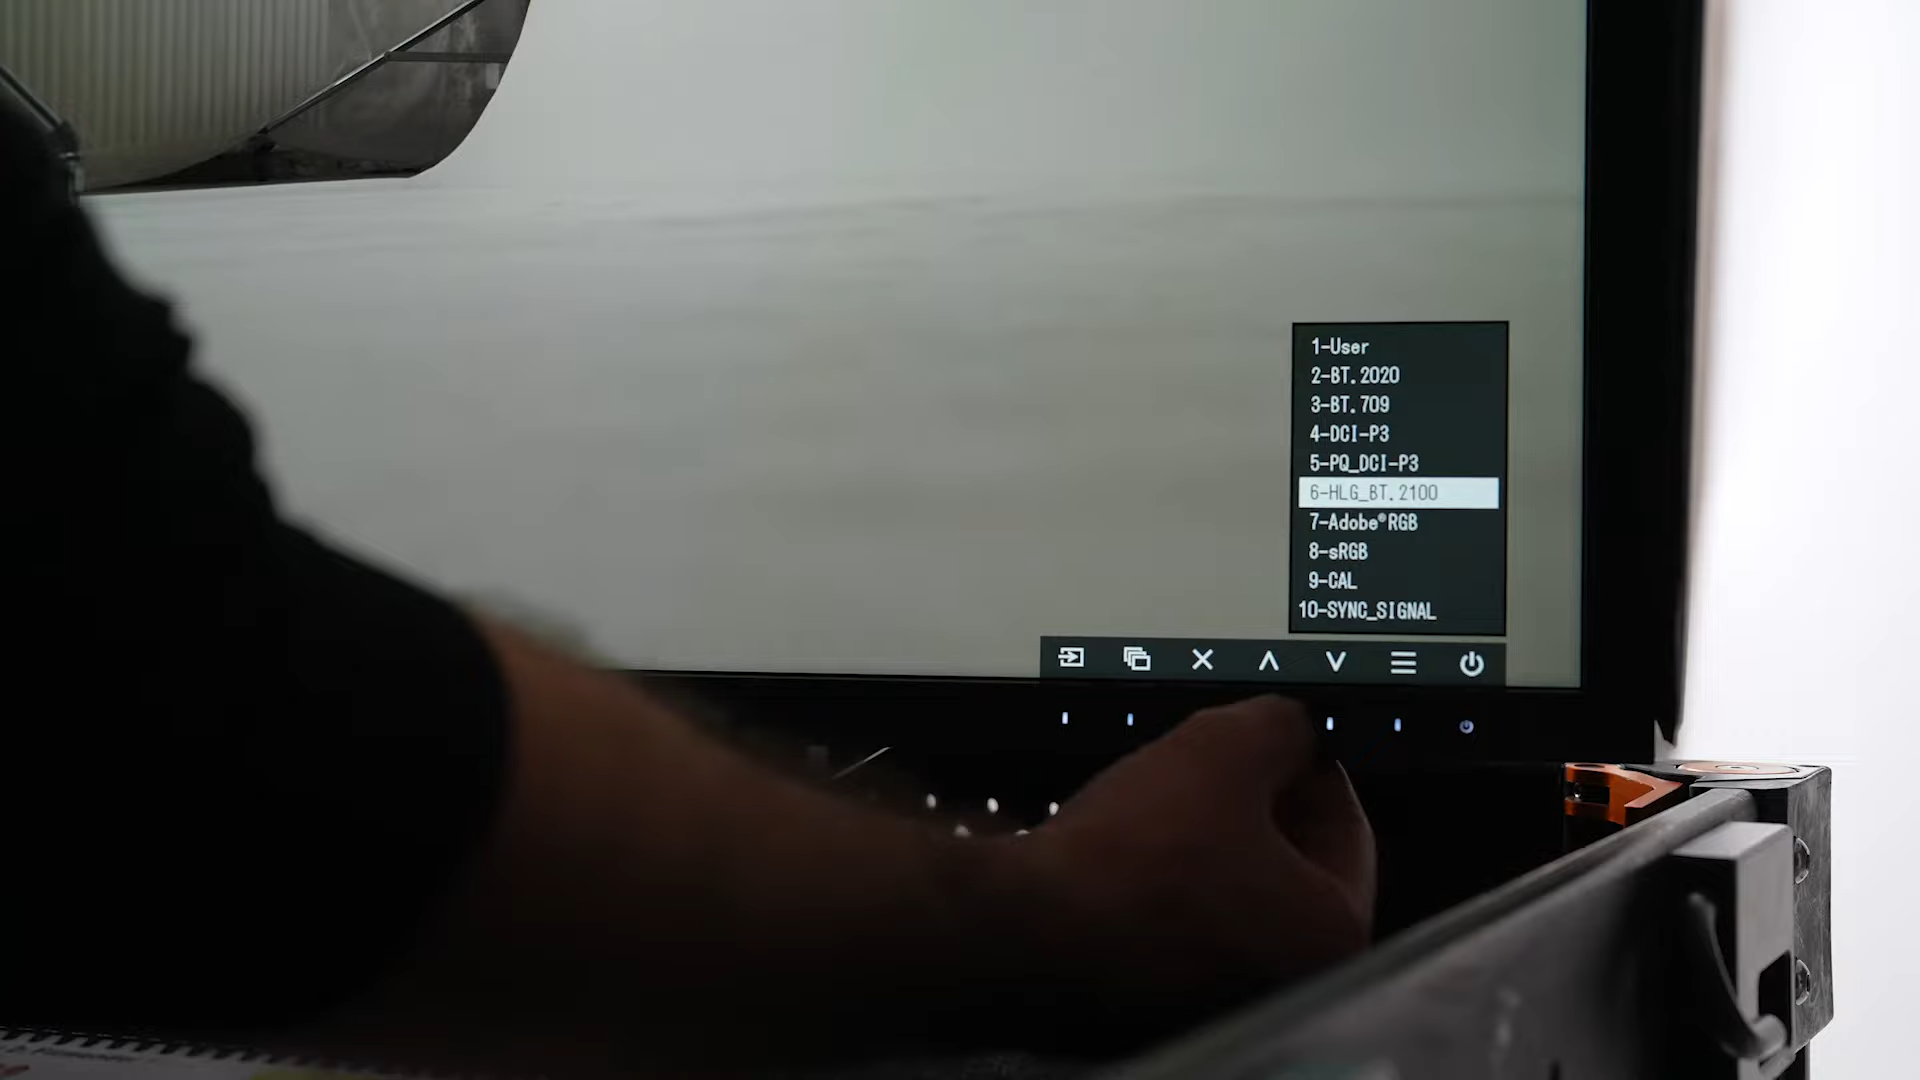 1-User
2-BT.2020
3-BT.709
4-DCI-P3
5-PQ_DCI-P3
6-HLG_BT.2100
7-Adobe®RGB
8-sRGB
9-CAL
10-SYNC_SIGNAL